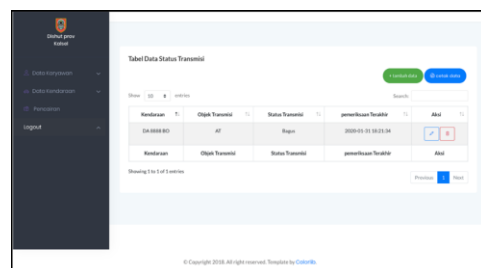 Dishut prov
Kalsel
Data Karyawan
Data Kendaraan
Pemakaian
Logout
Tabel Data Status Transmisi
+ tambah data
cetak data
Show 10 entries
Search:
Kendaraan Objek Transmisi Status Transmisi pemeriksaan Terakhir Aksi
DA 8888 BO AT Bagus 2020-01-31 18:21:34
Kendaraan Objek Transmisi Status Transmisi pemeriksaan Terakhir Aksi
Showing 1 to 1 of 1 entries
Previous 1 Next
© Copyright 2018. All right reserved. Template by Colorlib.